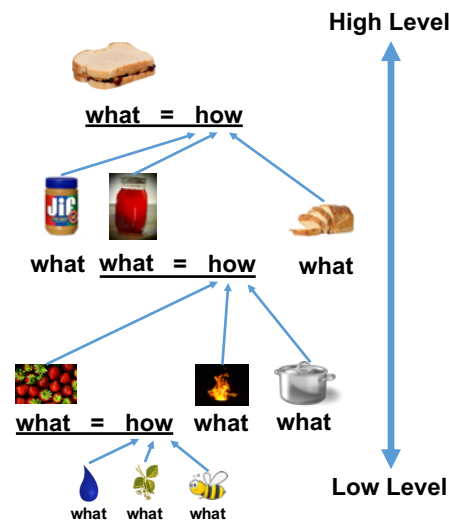 High Level
what = how
Jif
what what = how what
what = how what what
what what what
Low Level